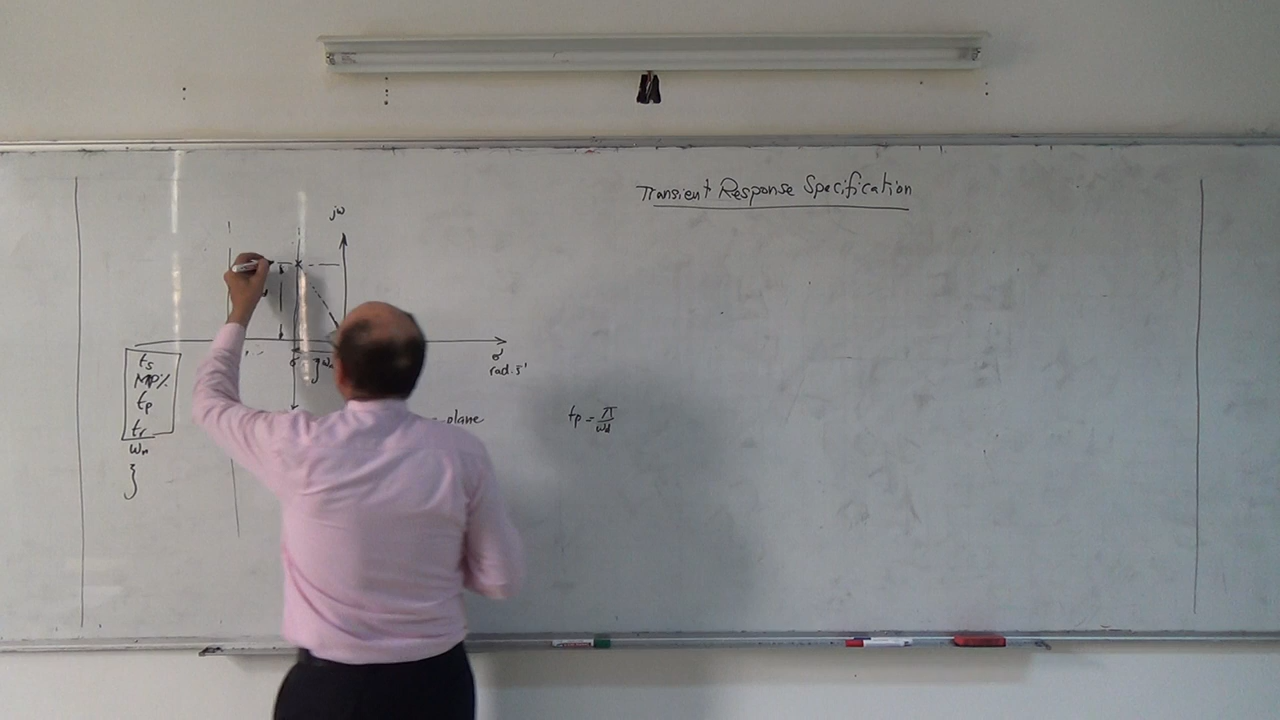 Transient Response Specification
jω
σ
rad.s⁻¹
σ
ts
MP%
tp
tr
ωn
-plane
tp = π/ωd